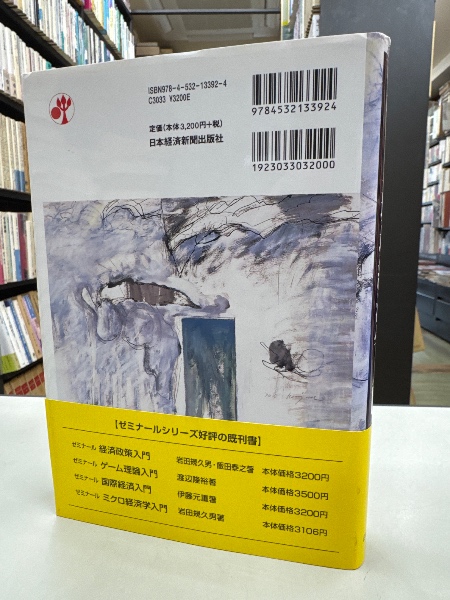 ISBN978-4-532-13392-4
C3033 ¥3200E
定価(本体3,200円+税)
日本経済新聞出版社
9784532133924
1923033032000
【ゼミナールシリーズ好評の既刊書】
ゼミナール 経済政策入門 岩田規久男・飯田泰之著 本体価格3200円
ゼミナール ゲーム理論入門 渡辺隆裕著 本体価格3500円
ゼミナール 国際経済入門 伊藤元重著 本体価格3200円
ゼミナール ミクロ経済学入門 岩田規久男著 本体価格3106円